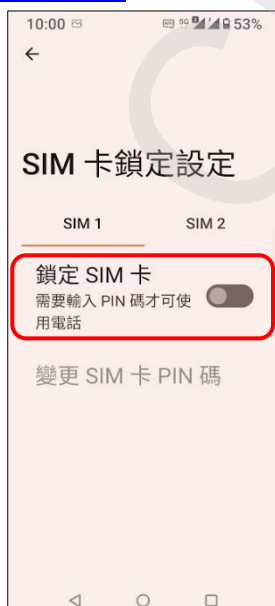 10:00 5G 53%
SIM 卡鎖定設定
SIM 1 SIM 2
鎖定 SIM 卡
需要輸入 PIN 碼才可使
用電話
變更 SIM 卡 PIN 碼